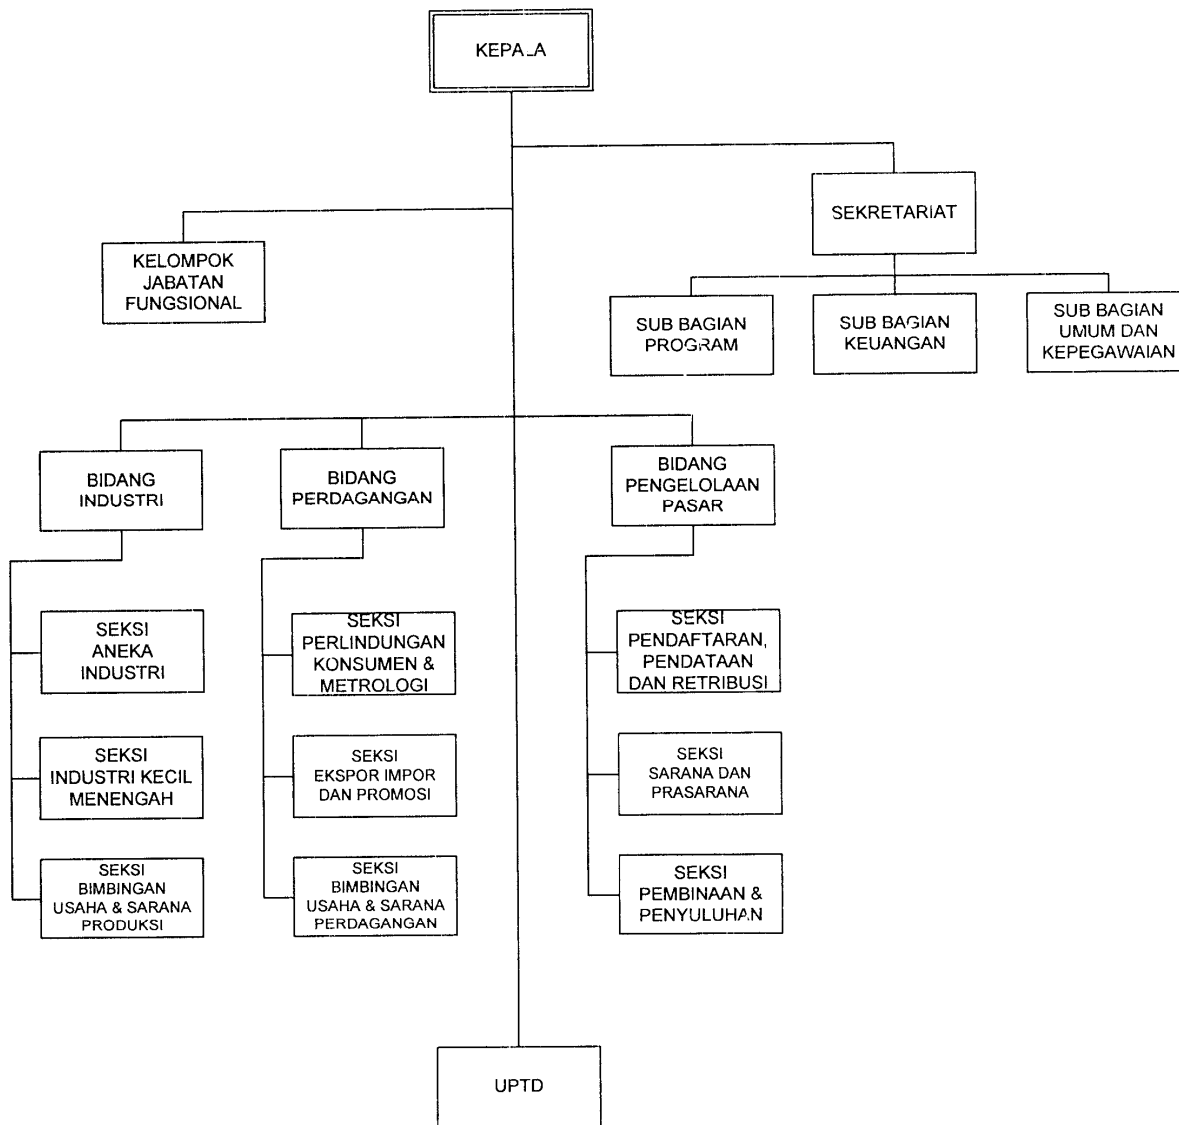 KEPALA
SEKRETARIAT
KELOMPOK
JABATAN
FUNGSIONAL
SUB BAGIAN
PROGRAM
SUB BAGIAN
KEUANGAN
SUB BAGIAN
UMUM DAN
KEPEGAWAIAN
BIDANG
INDUSTRI
BIDANG
PERDAGANGAN
BIDANG
PENGELOLAAN
PASAR
SEKSI
ANEKA
INDUSTRI
SEKSI
PERLINDUNGAN
KONSUMEN &
METROLOGI
SEKSI
PENDAFTARAN,
PENDATAAN
DAN RETRIBUSI
SEKSI
INDUSTRI KECIL
MENENGAH
SEKSI
EKSPOR IMPOR
DAN PROMOSI
SEKSI
SARANA DAN
PRASARANA
SEKSI
BIMBINGAN
USAHA & SARANA
PRODUKSI
SEKSI
BIMBINGAN
USAHA & SARANA
PERDAGANGAN
SEKSI
PEMBINAAN &
PENYULUHAN
UPTD